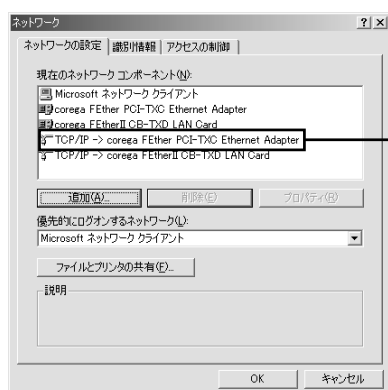 ネットワーク ? ×
ネットワークの設定 識別情報 アクセスの制御
現在のネットワーク コンポーネント(N):
Microsoft ネットワーク クライアント
corega FEther PCI-TXC Ethernet Adapter
corega FEtherII CB-TXD LAN Card
TCP/IP -> corega FEther PCI-TXC Ethernet Adapter
TCP/IP -> corega FEtherII CB-TXD LAN Card
追加(A)... 削除(E) プロパティ(R)
優先的にログオンするネットワーク(L):
Microsoft ネットワーク クライアント
ファイルとプリンタの共有(F)...
説明
OK キャンセル